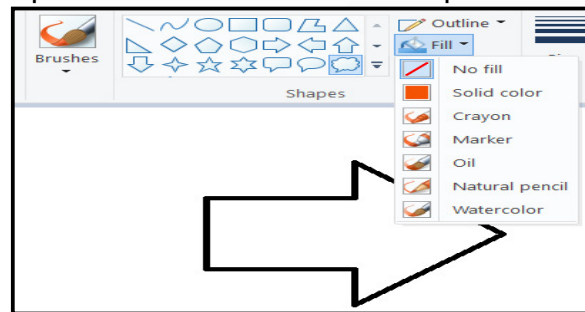 Outline
Fill
Brushes
Shapes
No fill
Solid color
Crayon
Marker
Oil
Natural pencil
Watercolor